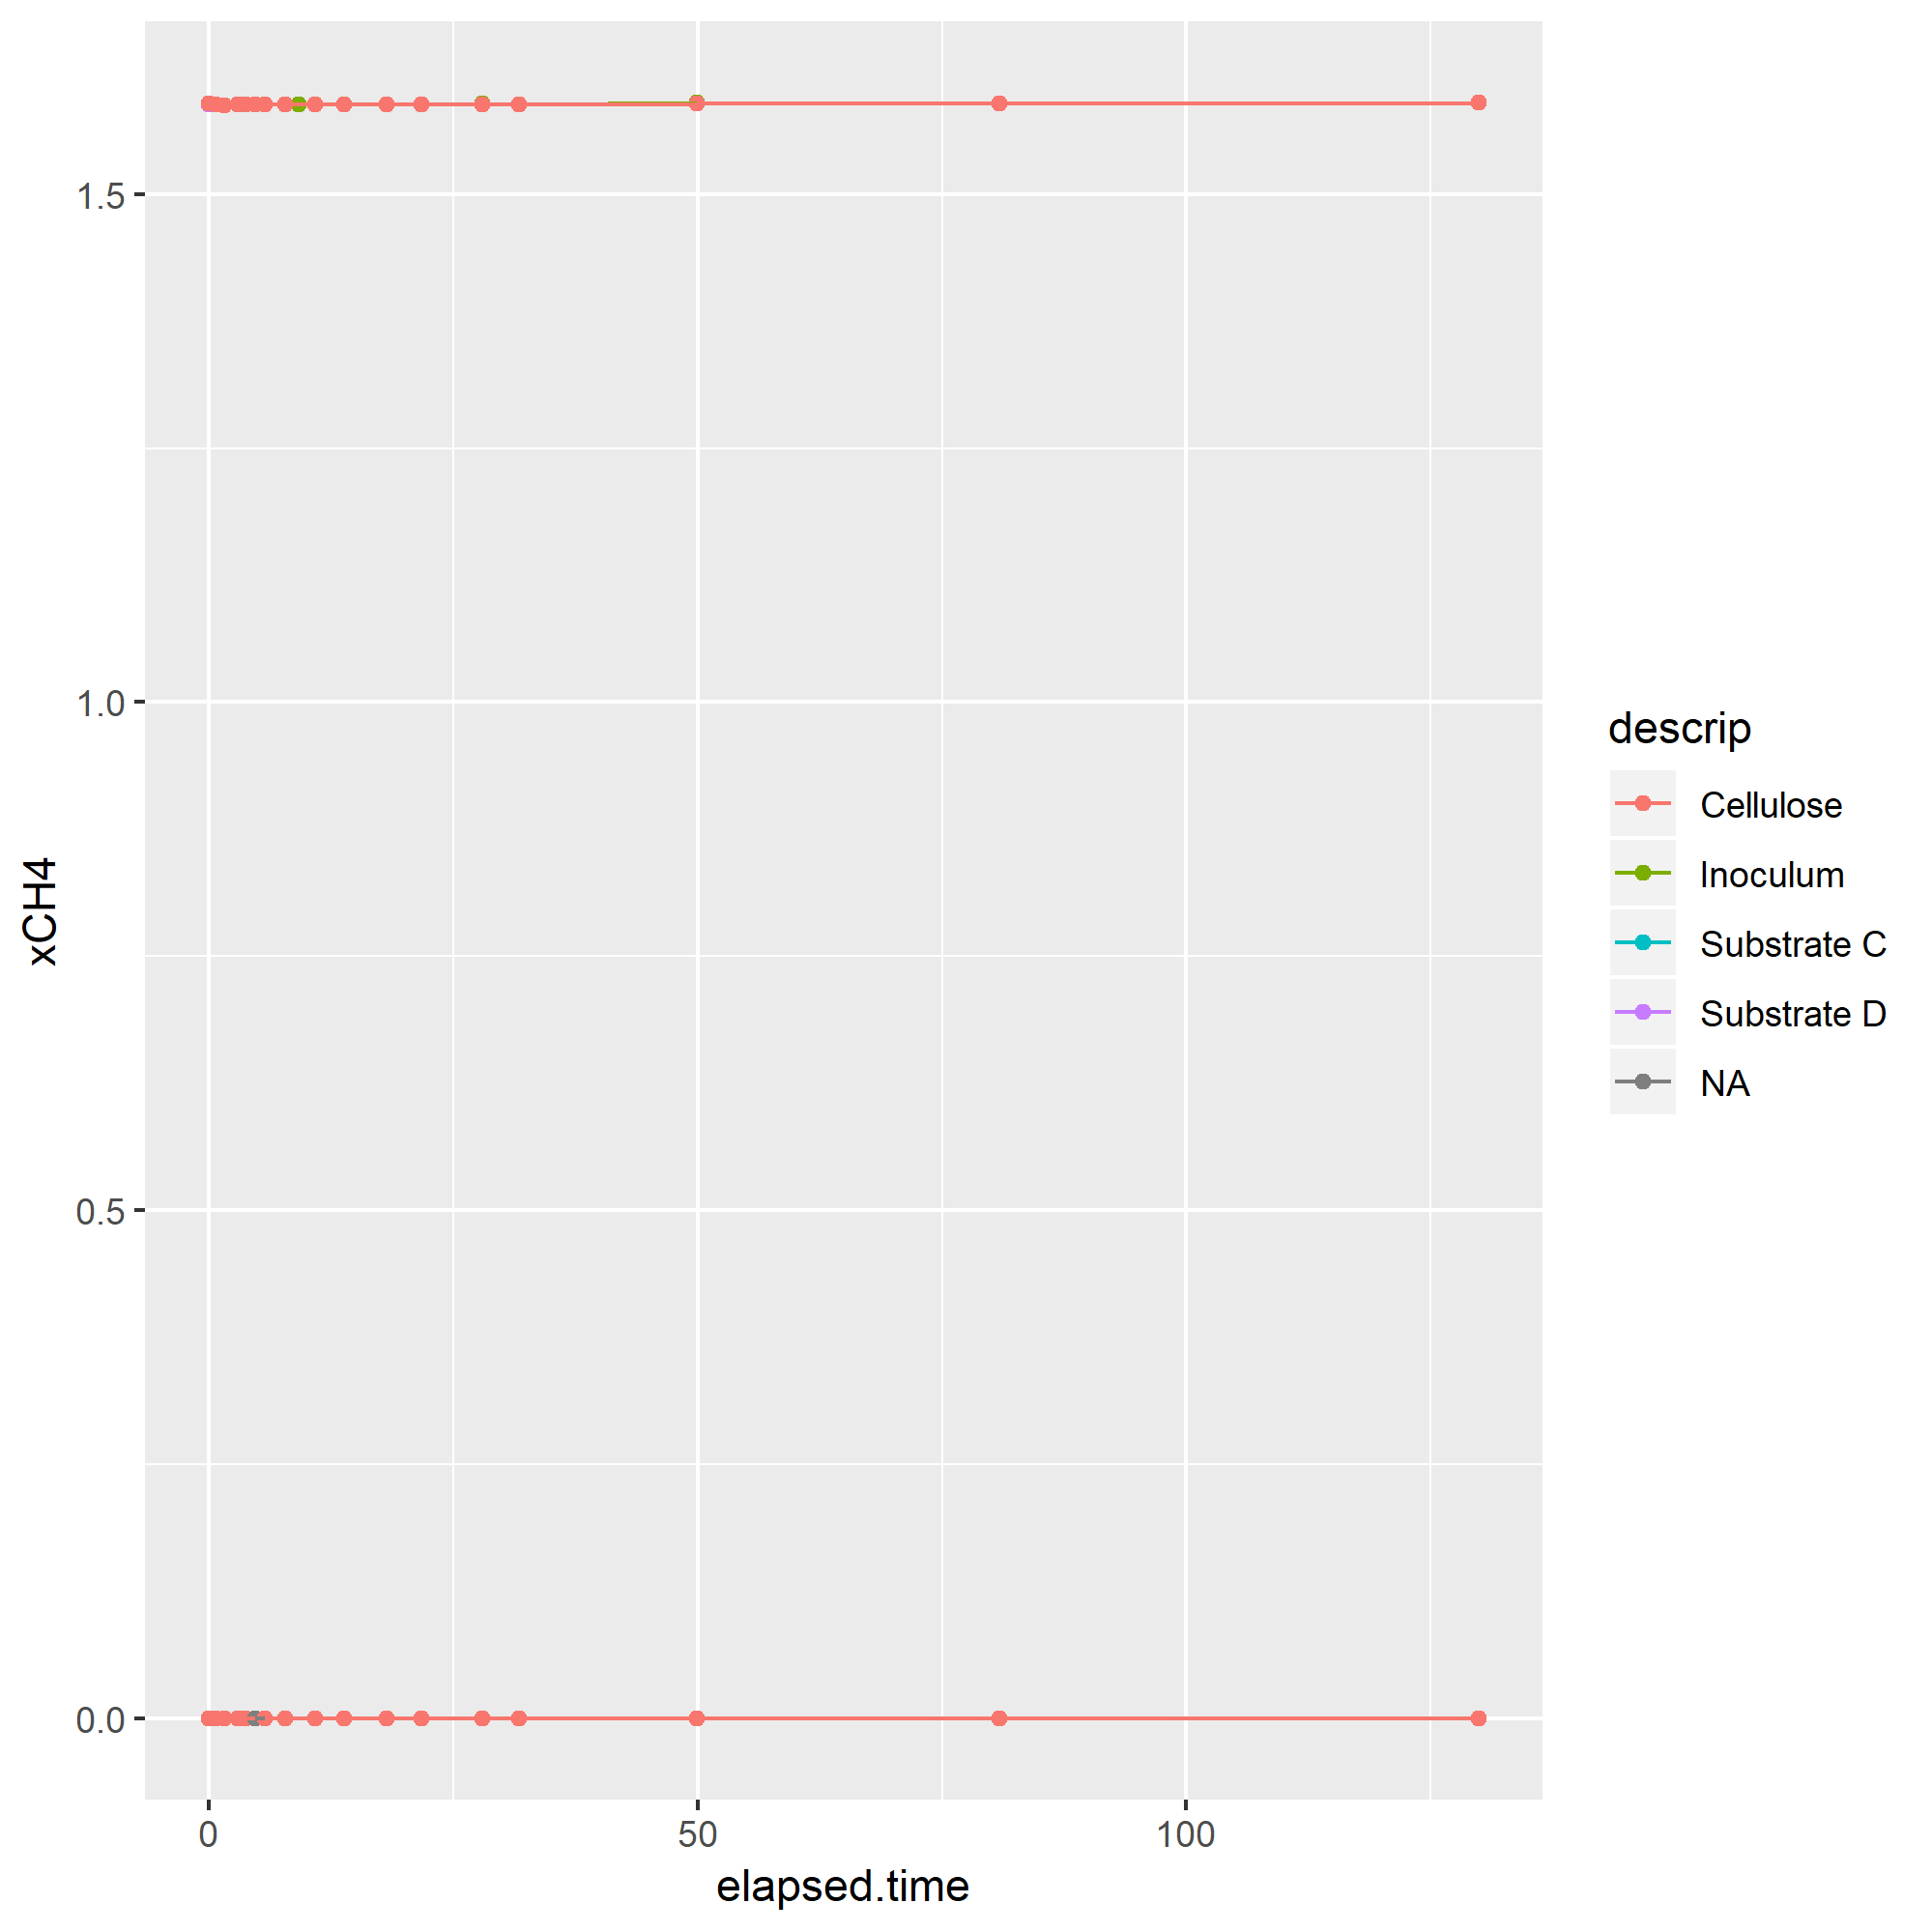 1.5
1.0
0.5
0.0
xCH4
0
50
100
elapsed.time
descrip
Cellulose
Inoculum
Substrate C
Substrate D
NA